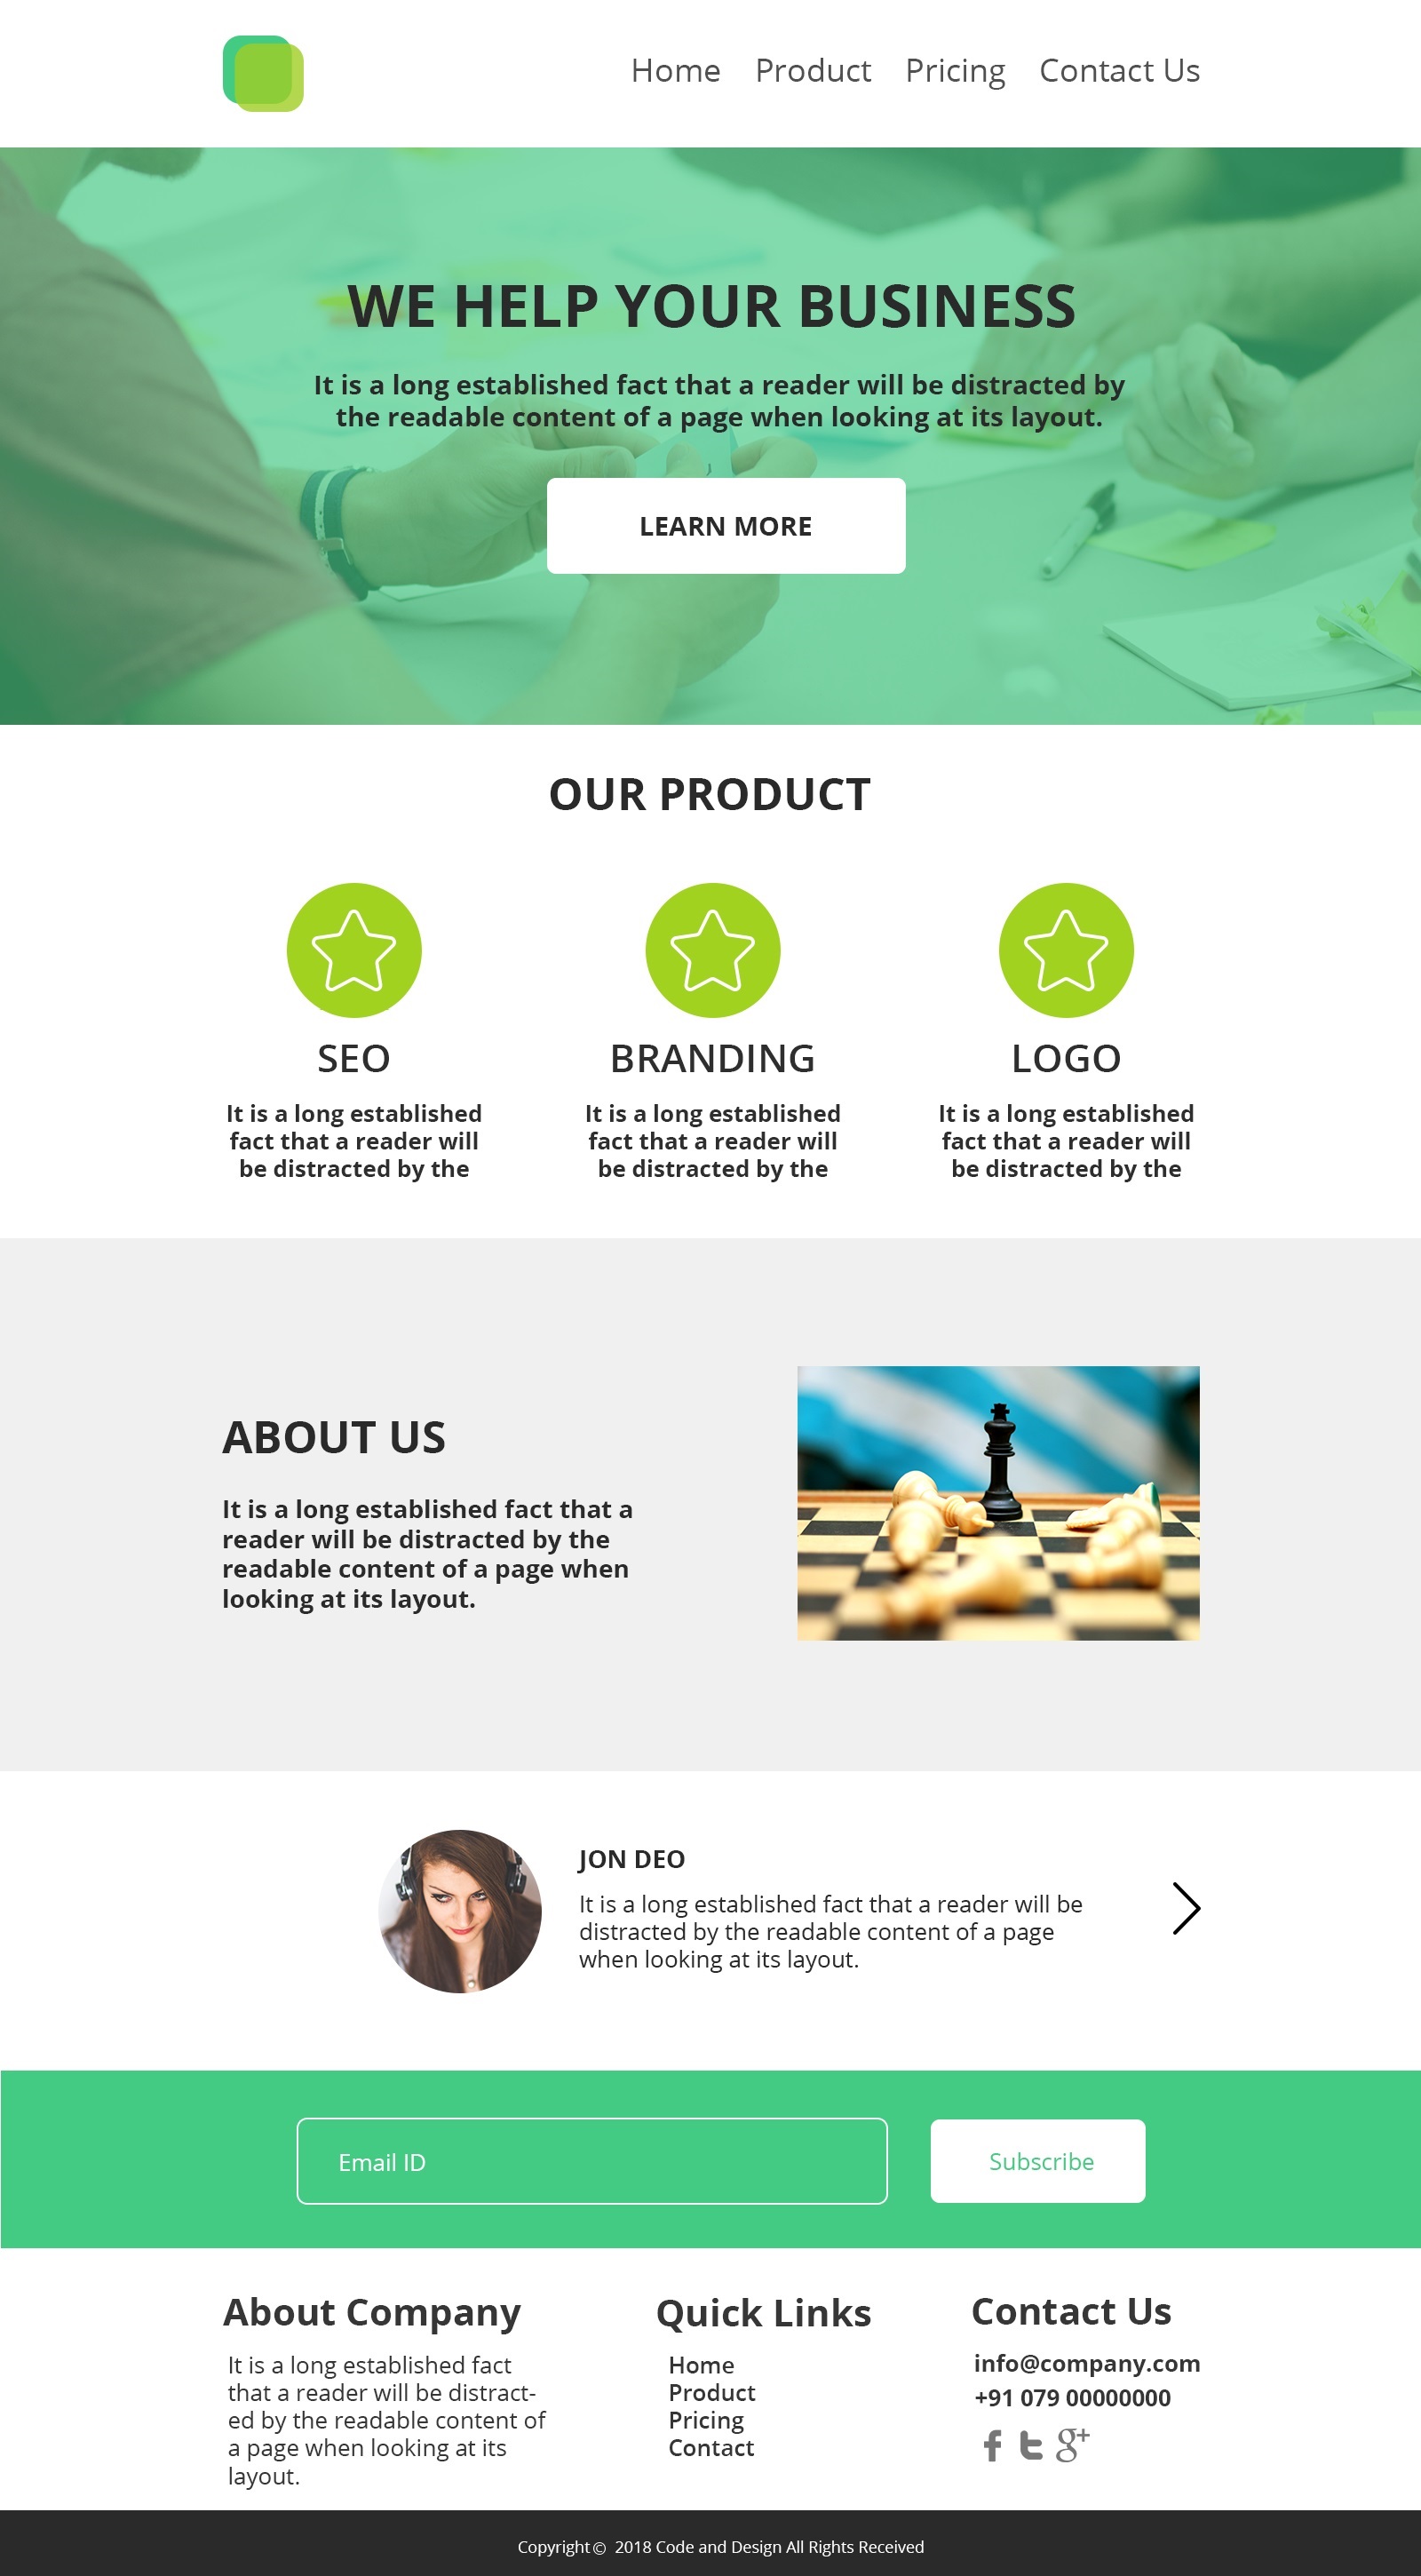 Home Product Pricing Contact Us
WE HELP YOUR BUSINESS
It is a long established fact that a reader will be distracted by
the readable content of a page when looking at its layout.
LEARN MORE
OUR PRODUCT
SEO
It is a long established
fact that a reader will
be distracted by the
BRANDING
It is a long established
fact that a reader will
be distracted by the
LOGO
It is a long established
fact that a reader will
be distracted by the
ABOUT US
It is a long established fact that a
reader will be distracted by the
readable content of a page when
looking at its layout.
JON DEO
It is a long established fact that a reader will be
distracted by the readable content of a page
when looking at its layout.
Email ID
Subscribe
About Company
It is a long established fact
that a reader will be distract-
ed by the readable content of
a page when looking at its
layout.
Quick Links
Home
Product
Pricing
Contact
Contact Us
info@company.com
+91 079 00000000
Copyright© 2018 Code and Design All Rights Received